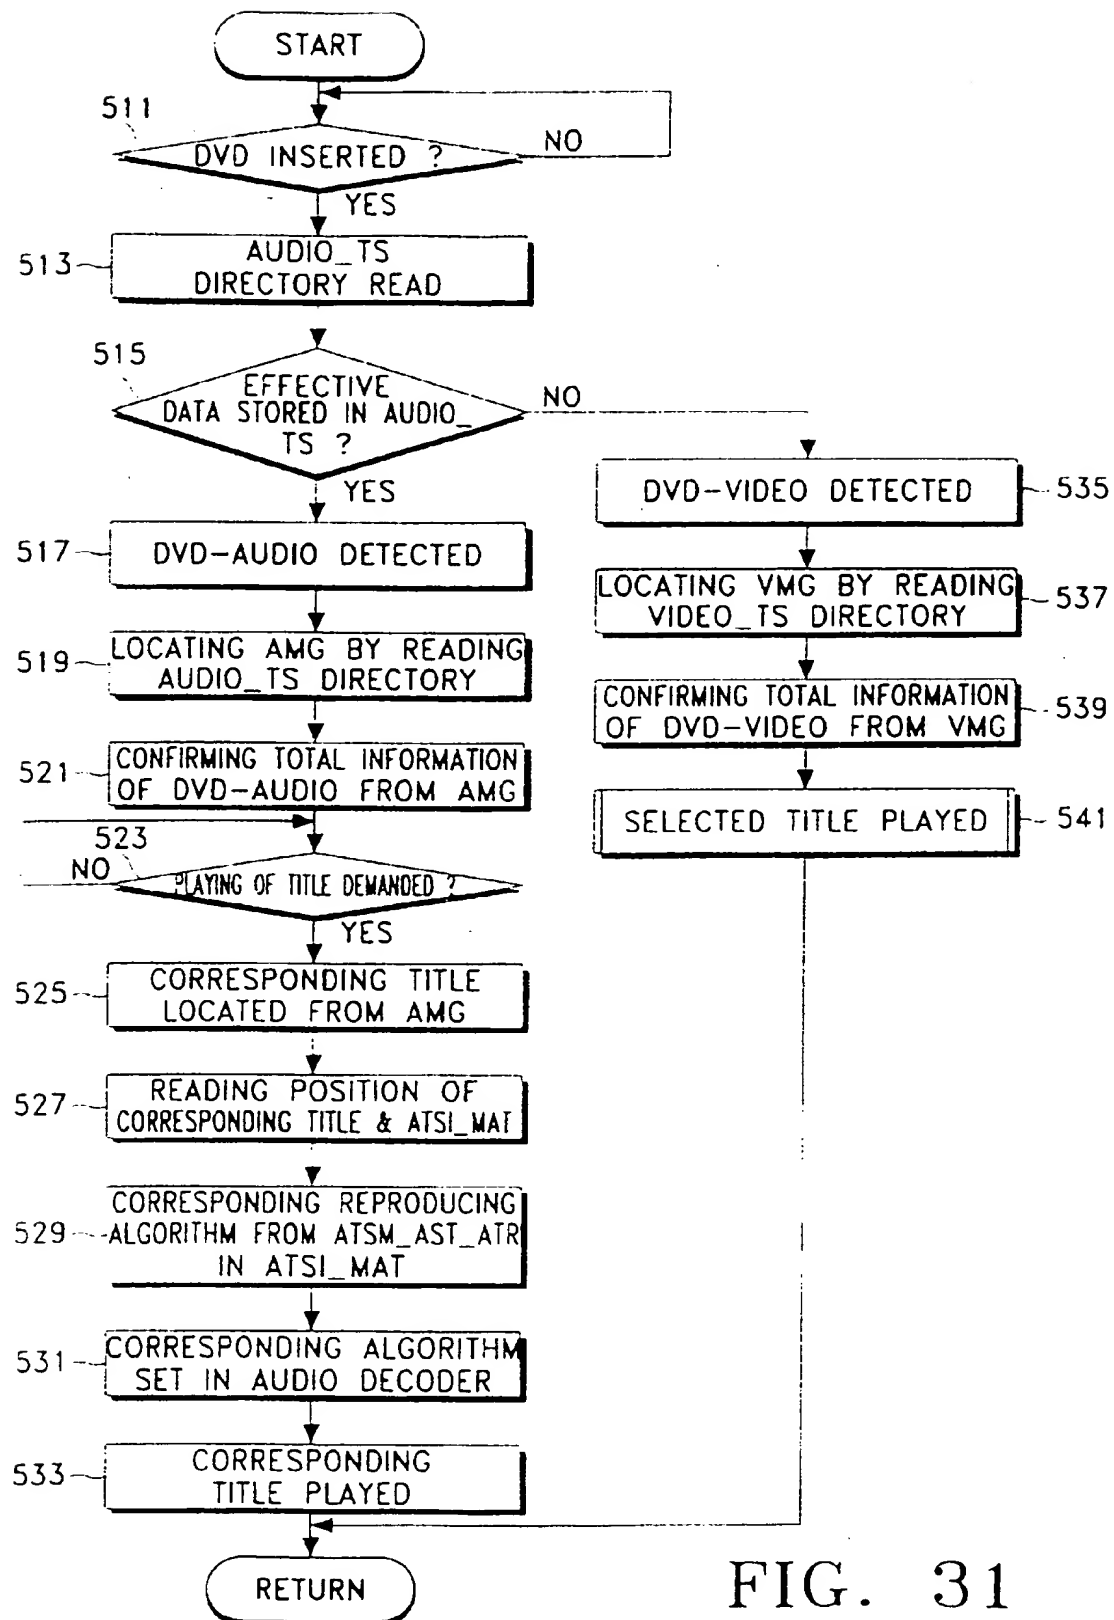 START
511
DVD INSERTED ?
NO
YES
513
AUDIO_TS
DIRECTORY READ
515
EFFECTIVE
DATA STORED IN AUDIO_
TS ?
NO
YES
DVD-VIDEO DETECTED
535
517
DVD-AUDIO DETECTED
LOCATING VMG BY READING
VIDEO_TS DIRECTORY
537
519
LOCATING AMG BY READING
AUDIO_TS DIRECTORY
CONFIRMING TOTAL INFORMATION
OF DVD-VIDEO FROM VMG
539
521
CONFIRMING TOTAL INFORMATION
OF DVD-AUDIO FROM AMG
SELECTED TITLE PLAYED
541
523
NO
PLAYING OF TITLE DEMANDED ?
YES
525
CORRESPONDING TITLE
LOCATED FROM AMG
527
READING POSITION OF
CORRESPONDING TITLE & ATSI_MAT
529
CORRESPONDING REPRODUCING
ALGORITHM FROM ATSM_AST_ATR
IN ATSI_MAT
531
CORRESPONDING ALGORITHM
SET IN AUDIO DECODER
533
CORRESPONDING
TITLE PLAYED
RETURN
FIG. 31